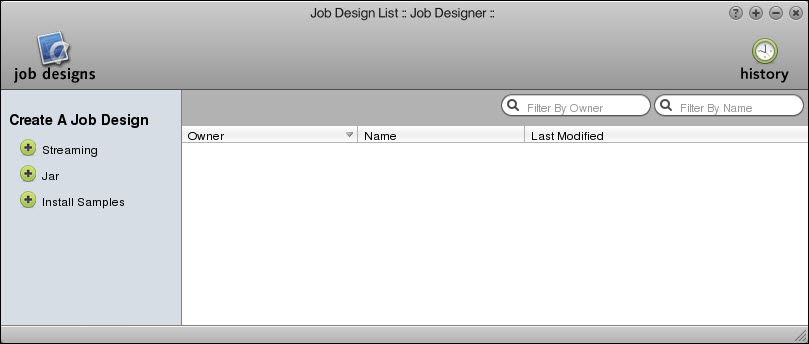 Job Design List :: Job Designer ::
job designs
history
Filter By Owner
Filter By Name
Create A Job Design
Streaming
Jar
Install Samples
Owner
Name
Last Modified